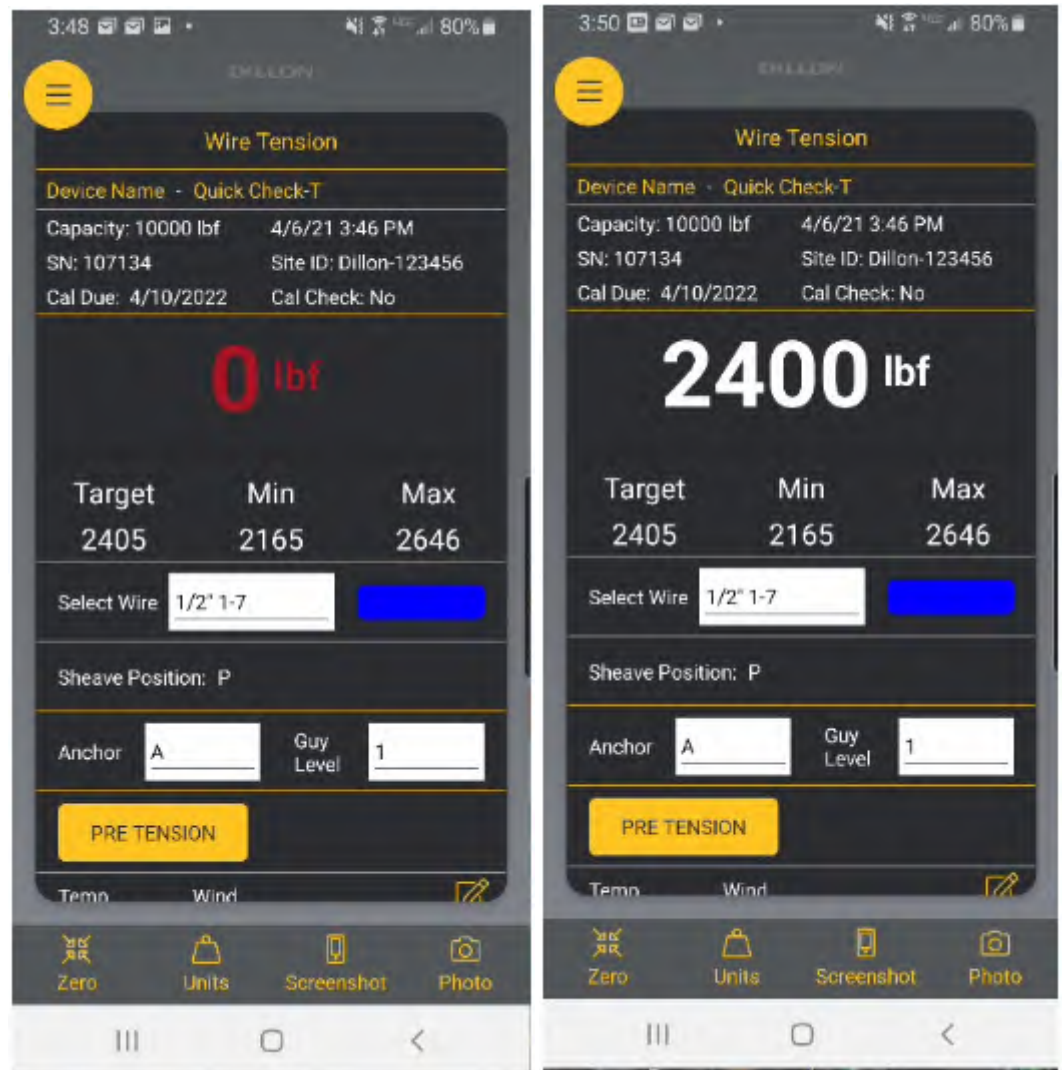 3:48 80%
DILLON
Wire Tension
Device Name - Quick Check-T
Capacity: 10000 lbf 4/6/21 3:46 PM
SN: 107134 Site ID: Dillon-123456
Cal Due: 4/10/2022 Cal Check: No
0 lbf
Target Min Max
2405 2165 2646
Select Wire 1/2" 1-7
Sheave Position: P
Anchor A Guy Level 1
PRE TENSION
Temp Wind
Zero Units Screenshot Photo
3:50 80%
DILLON
Wire Tension
Device Name - Quick Check-T
Capacity: 10000 lbf 4/6/21 3:46 PM
SN: 107134 Site ID: Dillon-123456
Cal Due: 4/10/2022 Cal Check: No
2400 lbf
Target Min Max
2405 2165 2646
Select Wire 1/2" 1-7
Sheave Position: P
Anchor A Guy Level 1
PRE TENSION
Temp Wind
Zero Units Screenshot Photo